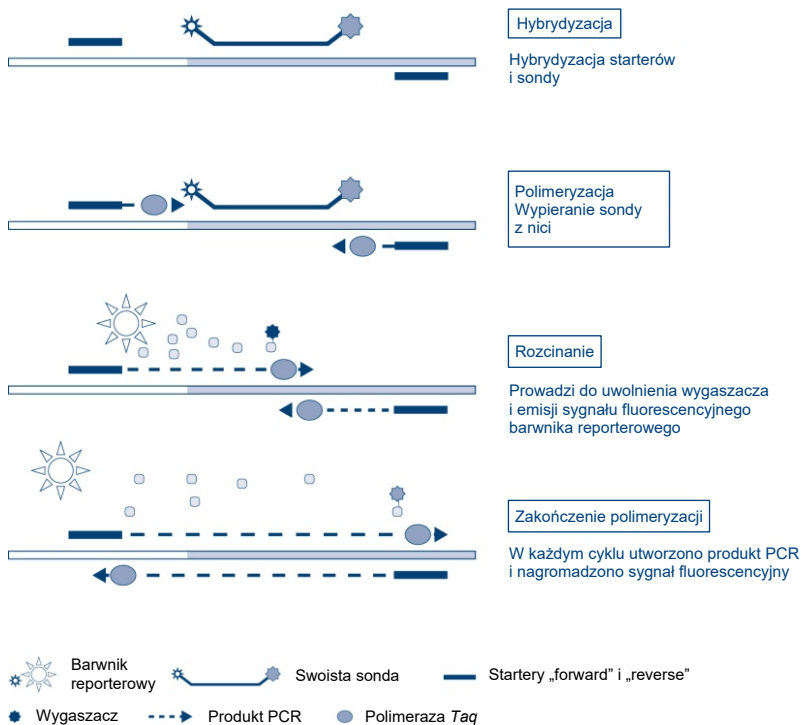 Hybrydyzacja
Hybrydyzacja starterów
i sondy
Polimeryzacja
Wypieranie sondy
z nici
Rozcinanie
Prowadzi do uwolnienia wygaszacza
i emisji sygnału fluorescencyjnego
barwnika reporterowego
Zakończenie polimeryzacji
W każdym cyklu utworzono produkt PCR
i nagromadzono sygnał fluorescencyjny
Barwnik
reporterowy
Swoista sonda
Startery „forward” i „reverse”
Wygaszacz
Produkt PCR
Polimeraza Taq